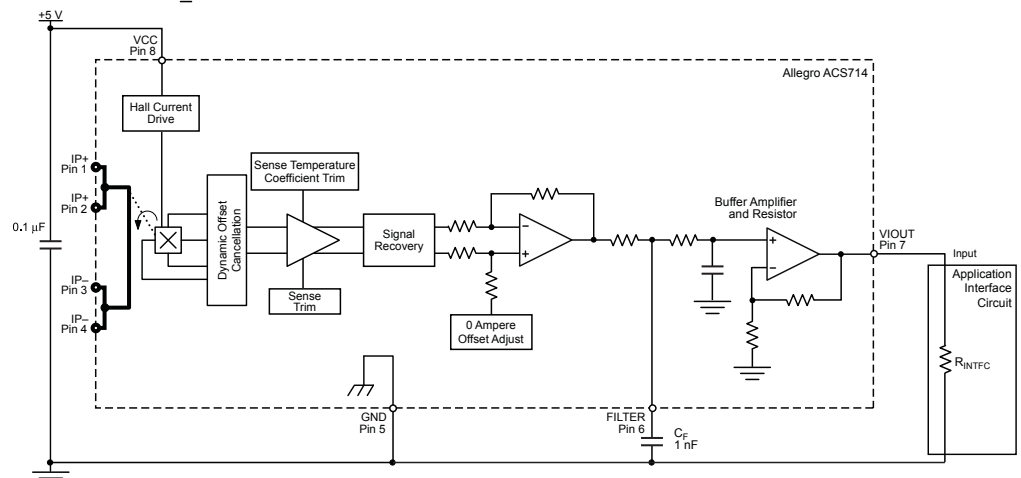 +5 V
VCC
Pin 8
Allegro ACS714
Hall Current
Drive
IP+
Pin 1
IP+
Pin 2
IP–
Pin 3
IP–
Pin 4
0.1 µF
Dynamic Offset
Cancellation
Sense Temperature
Coefficient Trim
Sense
Trim
Signal
Recovery
0 Ampere
Offset Adjust
Buffer Amplifier
and Resistor
VIOUT
Pin 7
Input
Application
Interface
Circuit
RINTFC
GND
Pin 5
FILTER
Pin 6
CF
1 nF